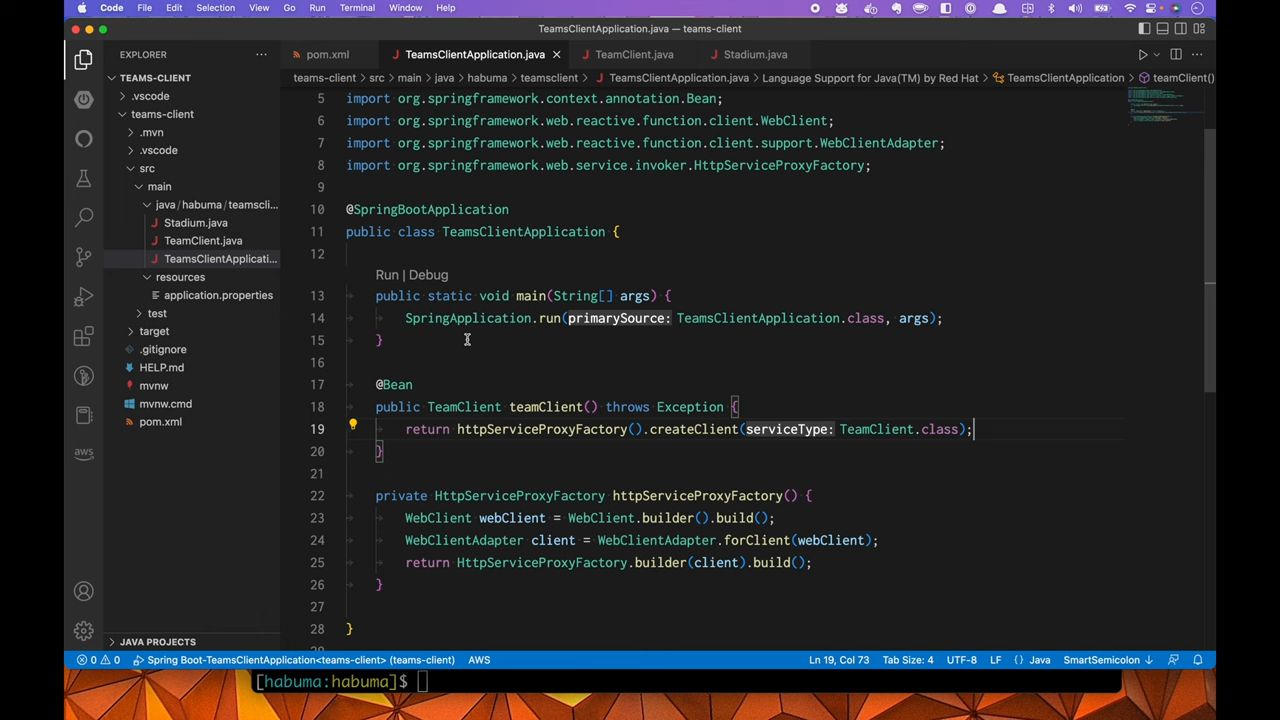 Code File Edit Selection View Go Run Terminal Window Help
TeamsClientApplication.java — teams-client
EXPLORER
pom.xml
TeamsClientApplication.java
TeamClient.java
Stadium.java
teams-client > src > main > java > habuma > teamsclient > TeamsClientApplication.java > Language Support for Java(TM) by Red Hat > TeamsClientApplication > teamClient()
TEAMS-CLIENT
.vscode
teams-client
.mvn
.vscode
src
main
java/habuma/teamscli...
Stadium.java
TeamClient.java
TeamsClientApplicati...
resources
application.properties
test
target
.gitignore
HELP.md
mvnw
mvnw.cmd
pom.xml
JAVA PROJECTS
aws
5 import org.springframework.context.annotation.Bean;
6 import org.springframework.web.reactive.function.client.WebClient;
7 import org.springframework.web.reactive.function.client.support.WebClientAdapter;
8 import org.springframework.web.service.invoker.HttpServiceProxyFactory;
9
10 @SpringBootApplication
11 public class TeamsClientApplication {
12
Run | Debug
13 public static void main(String[] args) {
14 SpringApplication.run(primarySource: TeamsClientApplication.class, args);
15 }
16
17 @Bean
18 public TeamClient teamClient() throws Exception {
19 return httpServiceProxyFactory().createClient(serviceType: TeamClient.class);
20 }
21
22 private HttpServiceProxyFactory httpServiceProxyFactory() {
23 WebClient webClient = WebClient.builder().build();
24 WebClientAdapter client = WebClientAdapter.forClient(webClient);
25 return HttpServiceProxyFactory.builder(client).build();
26 }
27
28 }
0 0 Spring Boot-TeamsClientApplication<teams-client> (teams-client) AWS Ln 19, Col 73 Tab Size: 4 UTF-8 LF {} Java SmartSemicolon
[habuma:habuma]$